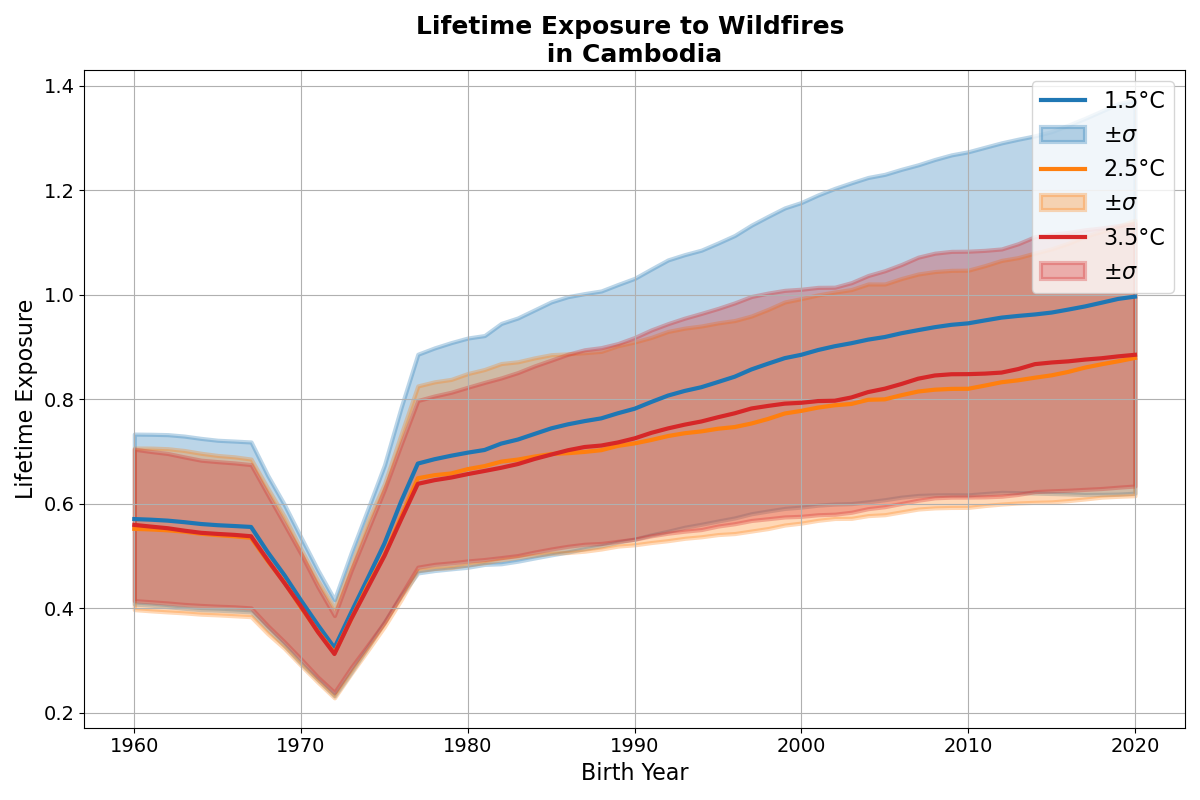 Lifetime Exposure to Wildfires
in Cambodia
1.5°C
±σ
2.5°C
±σ
3.5°C
±σ
Lifetime Exposure
1.4
1.2
1.0
0.8
0.6
0.4
0.2
1960 1970 1980 1990 2000 2010 2020
Birth Year